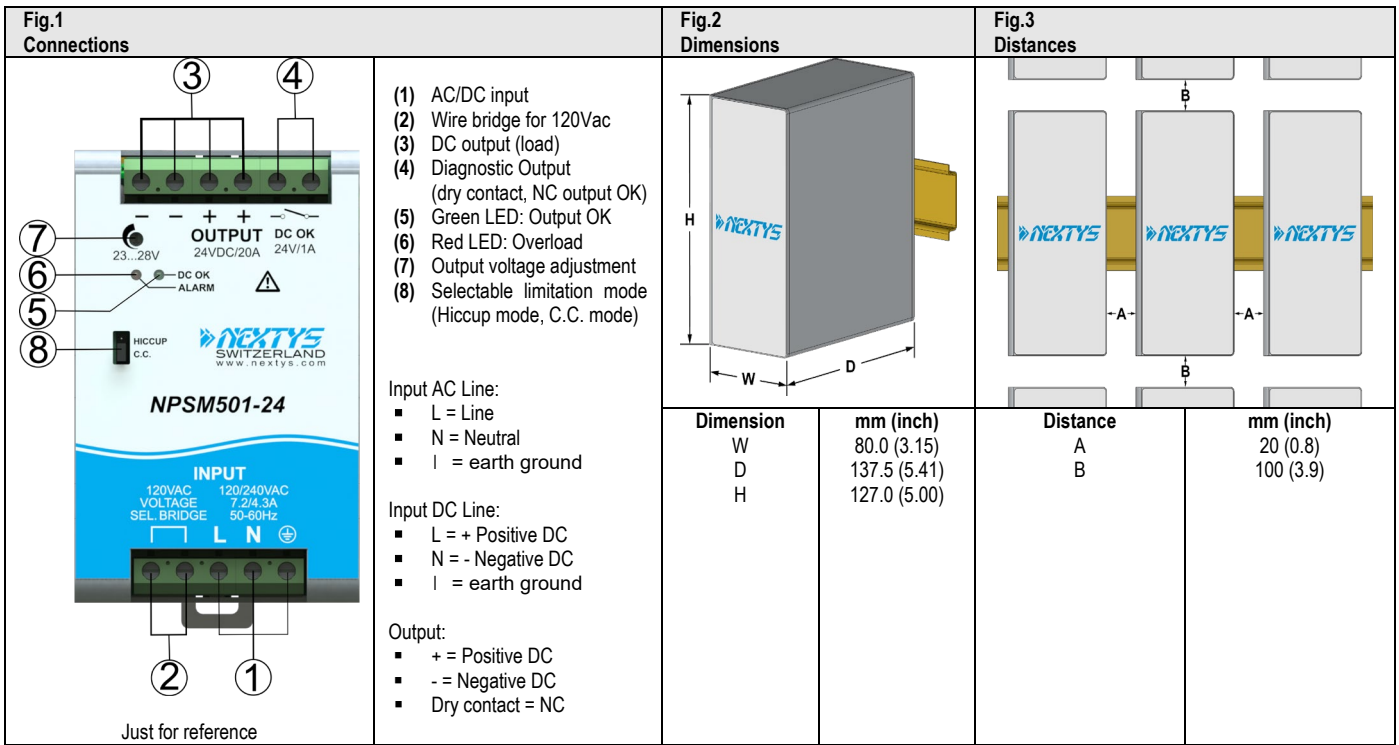 Fig.1
Connections
Fig.2
Dimensions
Fig.3
Distances
3 4
− − + +
OUTPUT DC OK
24VDC/20A 24V/1A
7
23...28V
6 DC OK
ALARM
5
8 HICCUP
C.C.
NEXTYS
SWITZERLAND
www.nextys.com
NPSM501-24
INPUT
120VAC 120/240VAC
VOLTAGE 7.2/4.3A
SEL. BRIDGE 50-60Hz
L N
2 1
Just for reference
(1) AC/DC input
(2) Wire bridge for 120Vac
(3) DC output (load)
(4) Diagnostic Output
(dry contact, NC output OK)
(5) Green LED: Output OK
(6) Red LED: Overload
(7) Output voltage adjustment
(8) Selectable limitation mode
(Hiccup mode, C.C. mode)
Input AC Line:
▪ L = Line
▪ N = Neutral
▪ ⏐ = earth ground
Input DC Line:
▪ L = + Positive DC
▪ N = - Negative DC
▪ ⏐ = earth ground
Output:
▪ + = Positive DC
▪ - = Negative DC
▪ Dry contact = NC
H
NEXTYS
W
D
Dimension mm (inch)
W 80.0 (3.15)
D 137.5 (5.41)
H 127.0 (5.00)
B
NEXTYS NEXTYS NEXTYS
A A
B
Distance mm (inch)
A 20 (0.8)
B 100 (3.9)